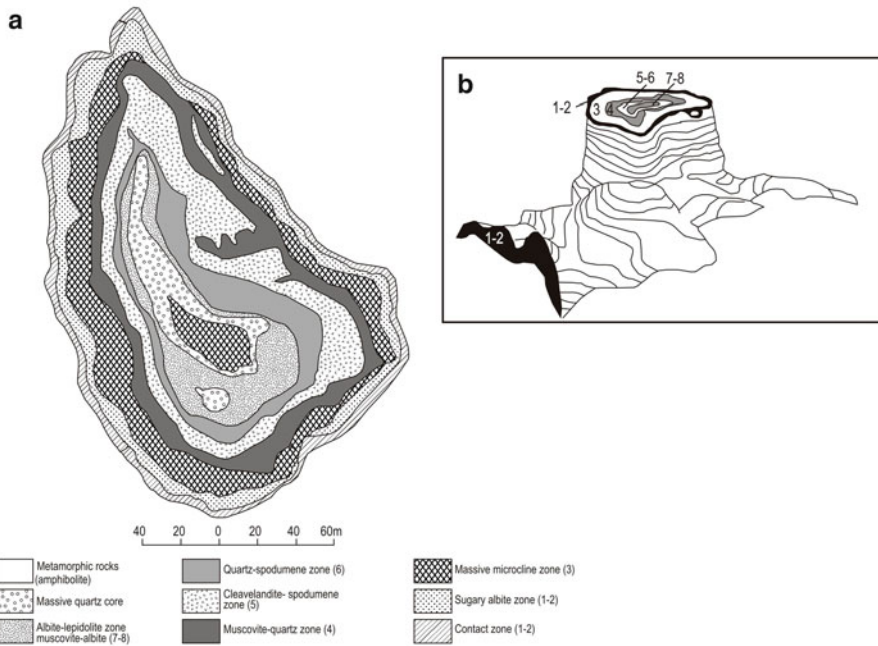 a
b
5-6
7-8
1-2
3
4
1-2
40 20 0 20 40 60m
Metamorphic rocks
(amphibolite)
Massive quartz core
Albite-lepidolite zone
muscovite-albite (7-8)
Quartz-spodumene zone (6)
Cleavelandite- spodumene
zone (5)
Muscovite-quartz zone (4)
Massive microcline zone (3)
Sugary albite zone (1-2)
Contact zone (1-2)